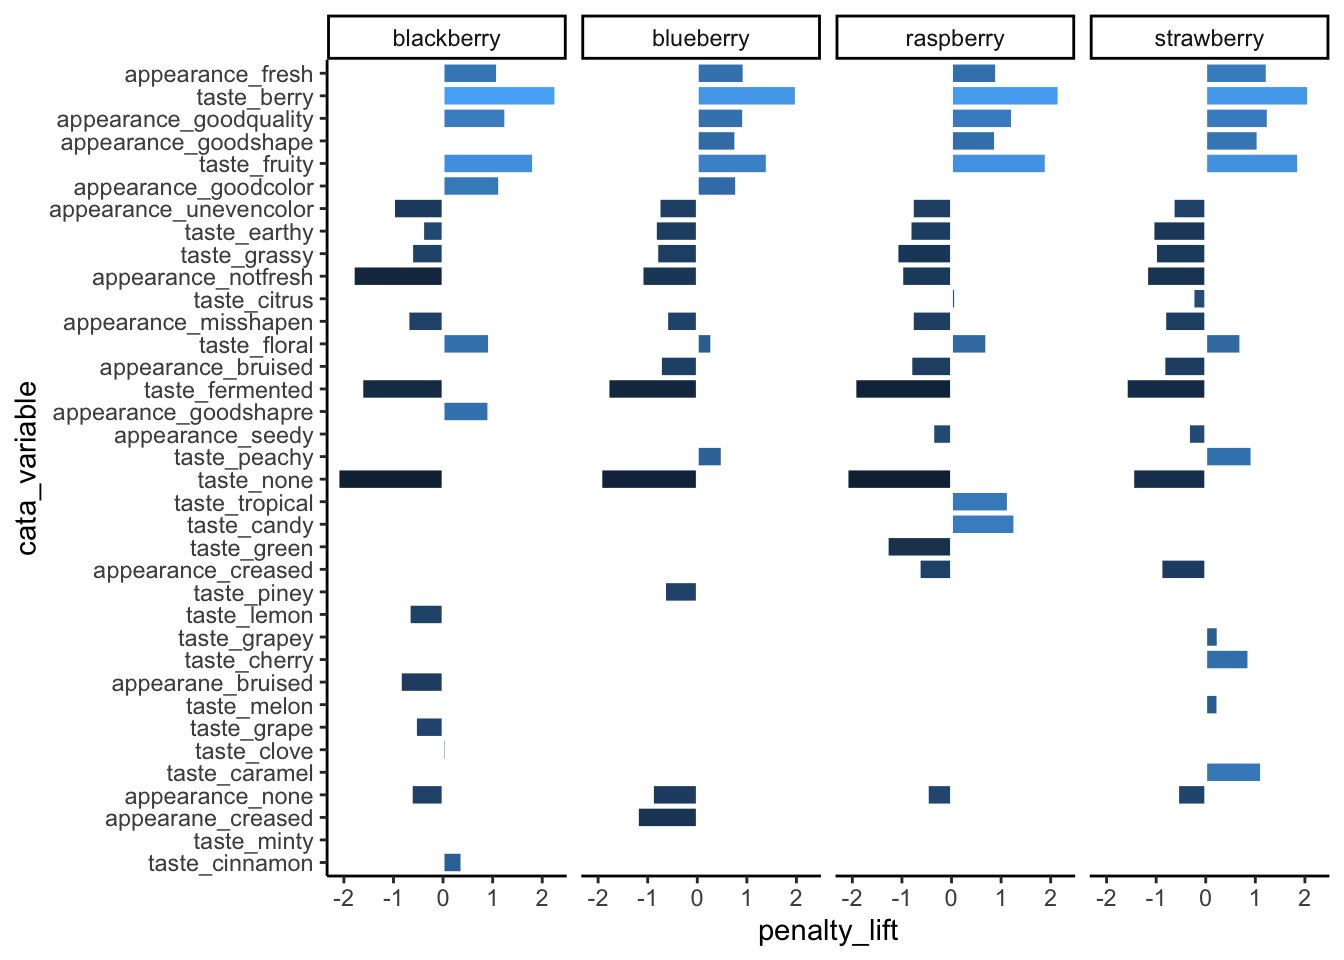 blackberry blueberry raspberry strawberry
appearance_fresh
taste_berry
appearance_goodquality
appearance_goodshape
taste_fruity
appearance_goodcolor
appearance_unevencolor
taste_earthy
taste_grassy
appearance_notfresh
taste_citrus
appearance_misshapen
taste_floral
appearance_bruised
taste_fermented
appearance_goodshapre
appearance_seedy
taste_peachy
taste_none
taste_tropical
taste_candy
taste_green
appearance_creased
taste_piney
taste_lemon
taste_grapey
taste_cherry
appearane_bruised
taste_melon
taste_grape
taste_clove
taste_caramel
appearance_none
appearane_creased
taste_minty
taste_cinnamon
cata_variable
-2 -1 0 1 2 -2 -1 0 1 2 -2 -1 0 1 2 -2 -1 0 1 2
penalty_lift